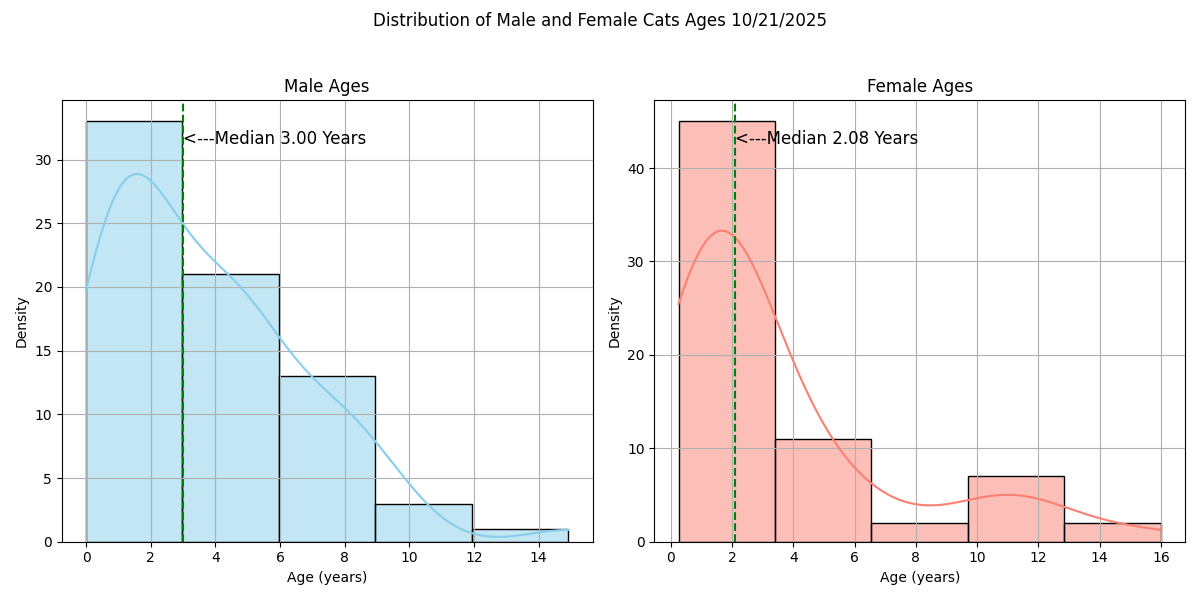 Distribution of Male and Female Cats Ages 10/21/2025
Male Ages
<---Median 3.00 Years
30
25
20
15
10
5
0
Density
0 2 4 6 8 10 12 14
Age (years)
Female Ages
<---Median 2.08 Years
40
30
20
10
0
Density
0 2 4 6 8 10 12 14 16
Age (years)